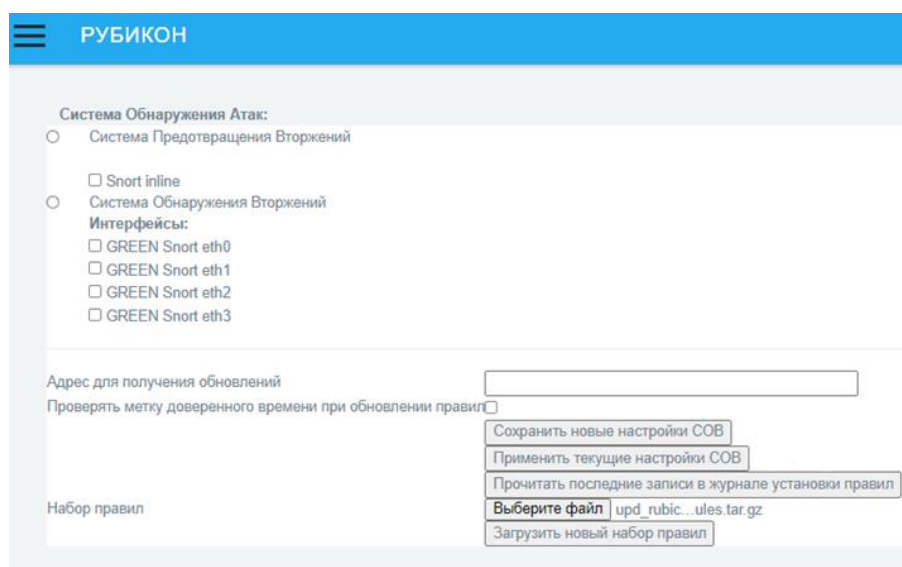 РУБИКОН
Система Обнаружения Атак:
Система Предотвращения Вторжений
Snort inline
Система Обнаружения Вторжений
Интерфейсы:
GREEN Snort eth0
GREEN Snort eth1
GREEN Snort eth2
GREEN Snort eth3
Адрес для получения обновлений
Проверять метку доверенного времени при обновлении правил
Сохранить новые настройки СОВ
Применить текущие настройки СОВ
Прочитать последние записи в журнале установки правил
Набор правил Выберите файл upd_rubic...ules.tar.gz
Загрузить новый набор правил